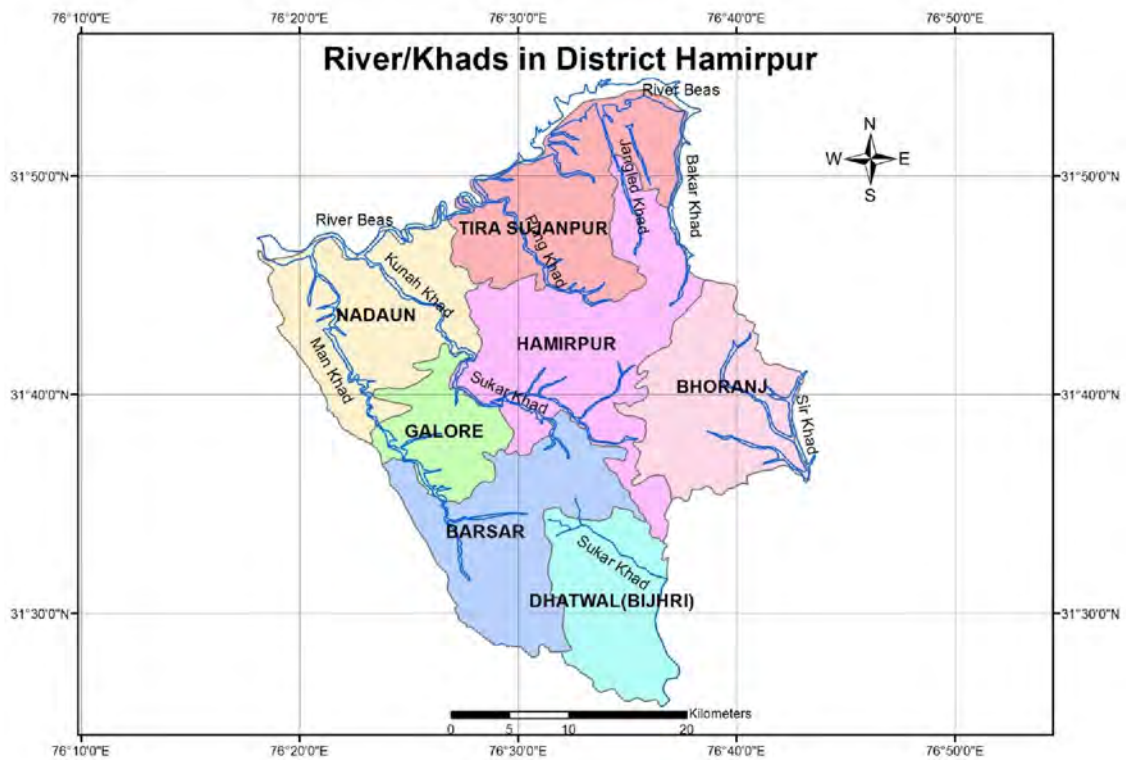 76°10'0"E 76°20'0"E 76°30'0"E 76°40'0"E 76°50'0"E
River/Khads in District Hamirpur
River Beas
N
W E
S
31°50'0"N 31°50'0"N
Jangled Khad
Bakar Khad
River Beas
TIRA SUJANPUR
Kunah Khad
NADAUN
HAMIRPUR
Man Khad
Sukar Khad
BHORANJ
31°40'0"N 31°40'0"N
Sir Khad
GALORE
BARSAR
Sukar Khad
DHATWAL(BIJHRI)
31°30'0"N 31°30'0"N
Kilometers
0 5 10 20
76°10'0"E 76°20'0"E 76°30'0"E 76°40'0"E 76°50'0"E